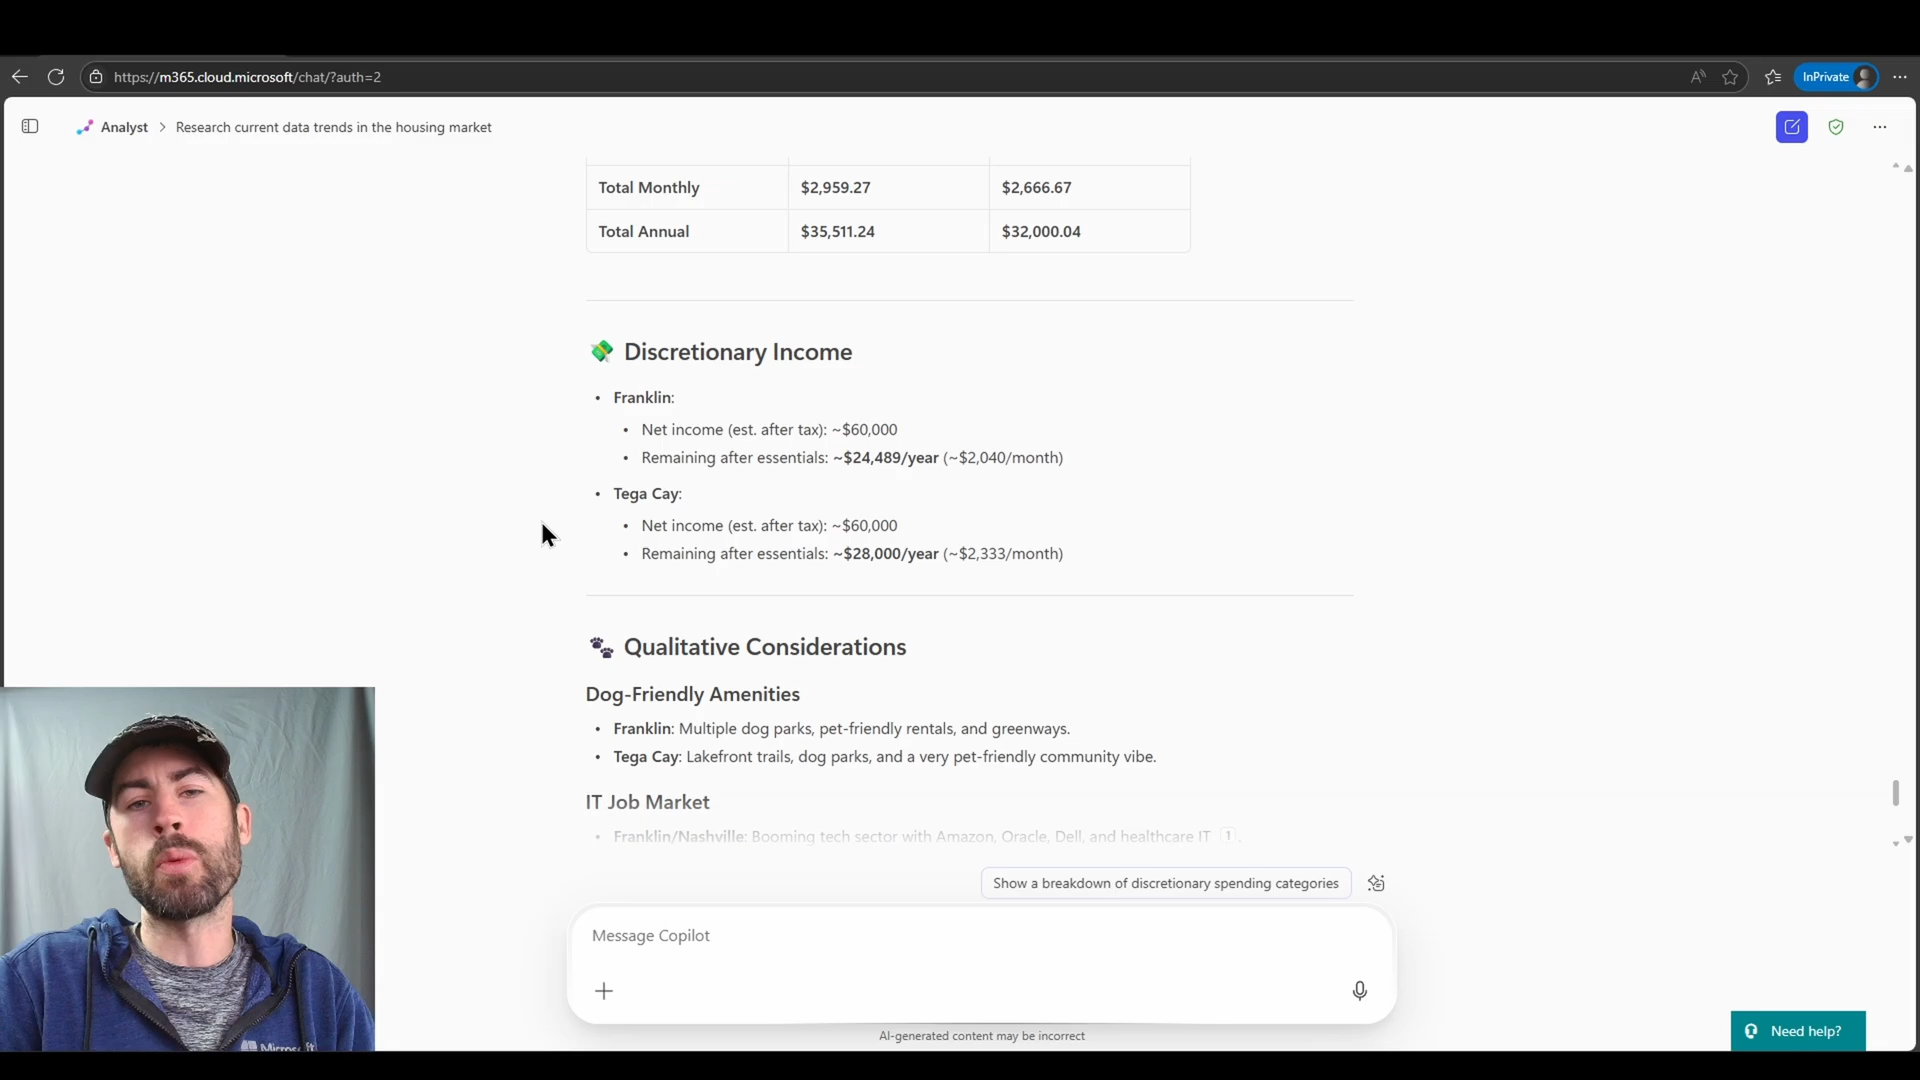 https://m365.cloud.microsoft/chat/?auth=2
InPrivate
Analyst > Research current data trends in the housing market
Total Monthly $2,959.27 $2,666.67
Total Annual $35,511.24 $32,000.04
Discretionary Income
• Franklin:
• Net income (est. after tax): ~$60,000
• Remaining after essentials: ~$24,489/year (~$2,040/month)
• Tega Cay:
• Net income (est. after tax): ~$60,000
• Remaining after essentials: ~$28,000/year (~$2,333/month)
Qualitative Considerations
Dog-Friendly Amenities
• Franklin: Multiple dog parks, pet-friendly rentals, and greenways.
• Tega Cay: Lakefront trails, dog parks, and a very pet-friendly community vibe.
IT Job Market
• Franklin/Nashville: Booming tech sector with Amazon, Oracle, Dell, and healthcare IT 1.
Show a breakdown of discretionary spending categories
Message Copilot
AI-generated content may be incorrect
Need help?